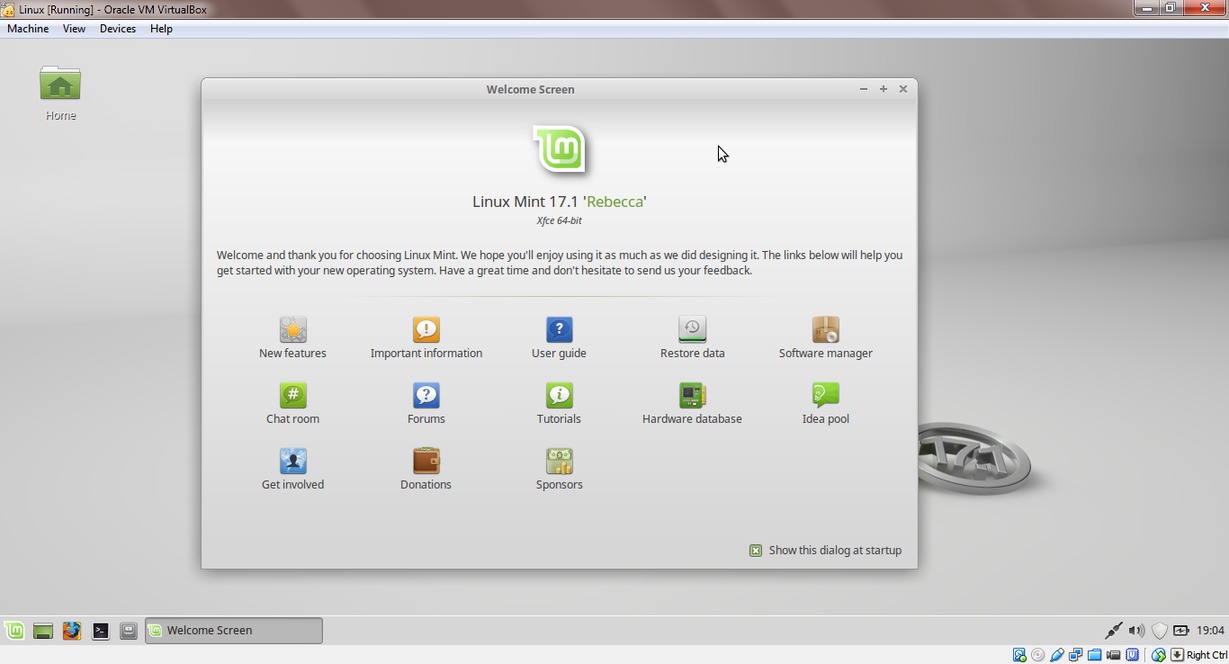 Linux [Running] - Oracle VM VirtualBox
Machine View Devices Help
Home
Welcome Screen
Linux Mint 17.1 'Rebecca'
Xfce 64-bit
Welcome and thank you for choosing Linux Mint. We hope you'll enjoy using it as much as we did designing it. The links below will help you
get started with your new operating system. Have a great time and don't hesitate to send us your feedback.
New features Important information User guide Restore data Software manager
Chat room Forums Tutorials Hardware database Idea pool
Get involved Donations Sponsors
17.1
Show this dialog at startup
Welcome Screen 19:04
Right Ctrl